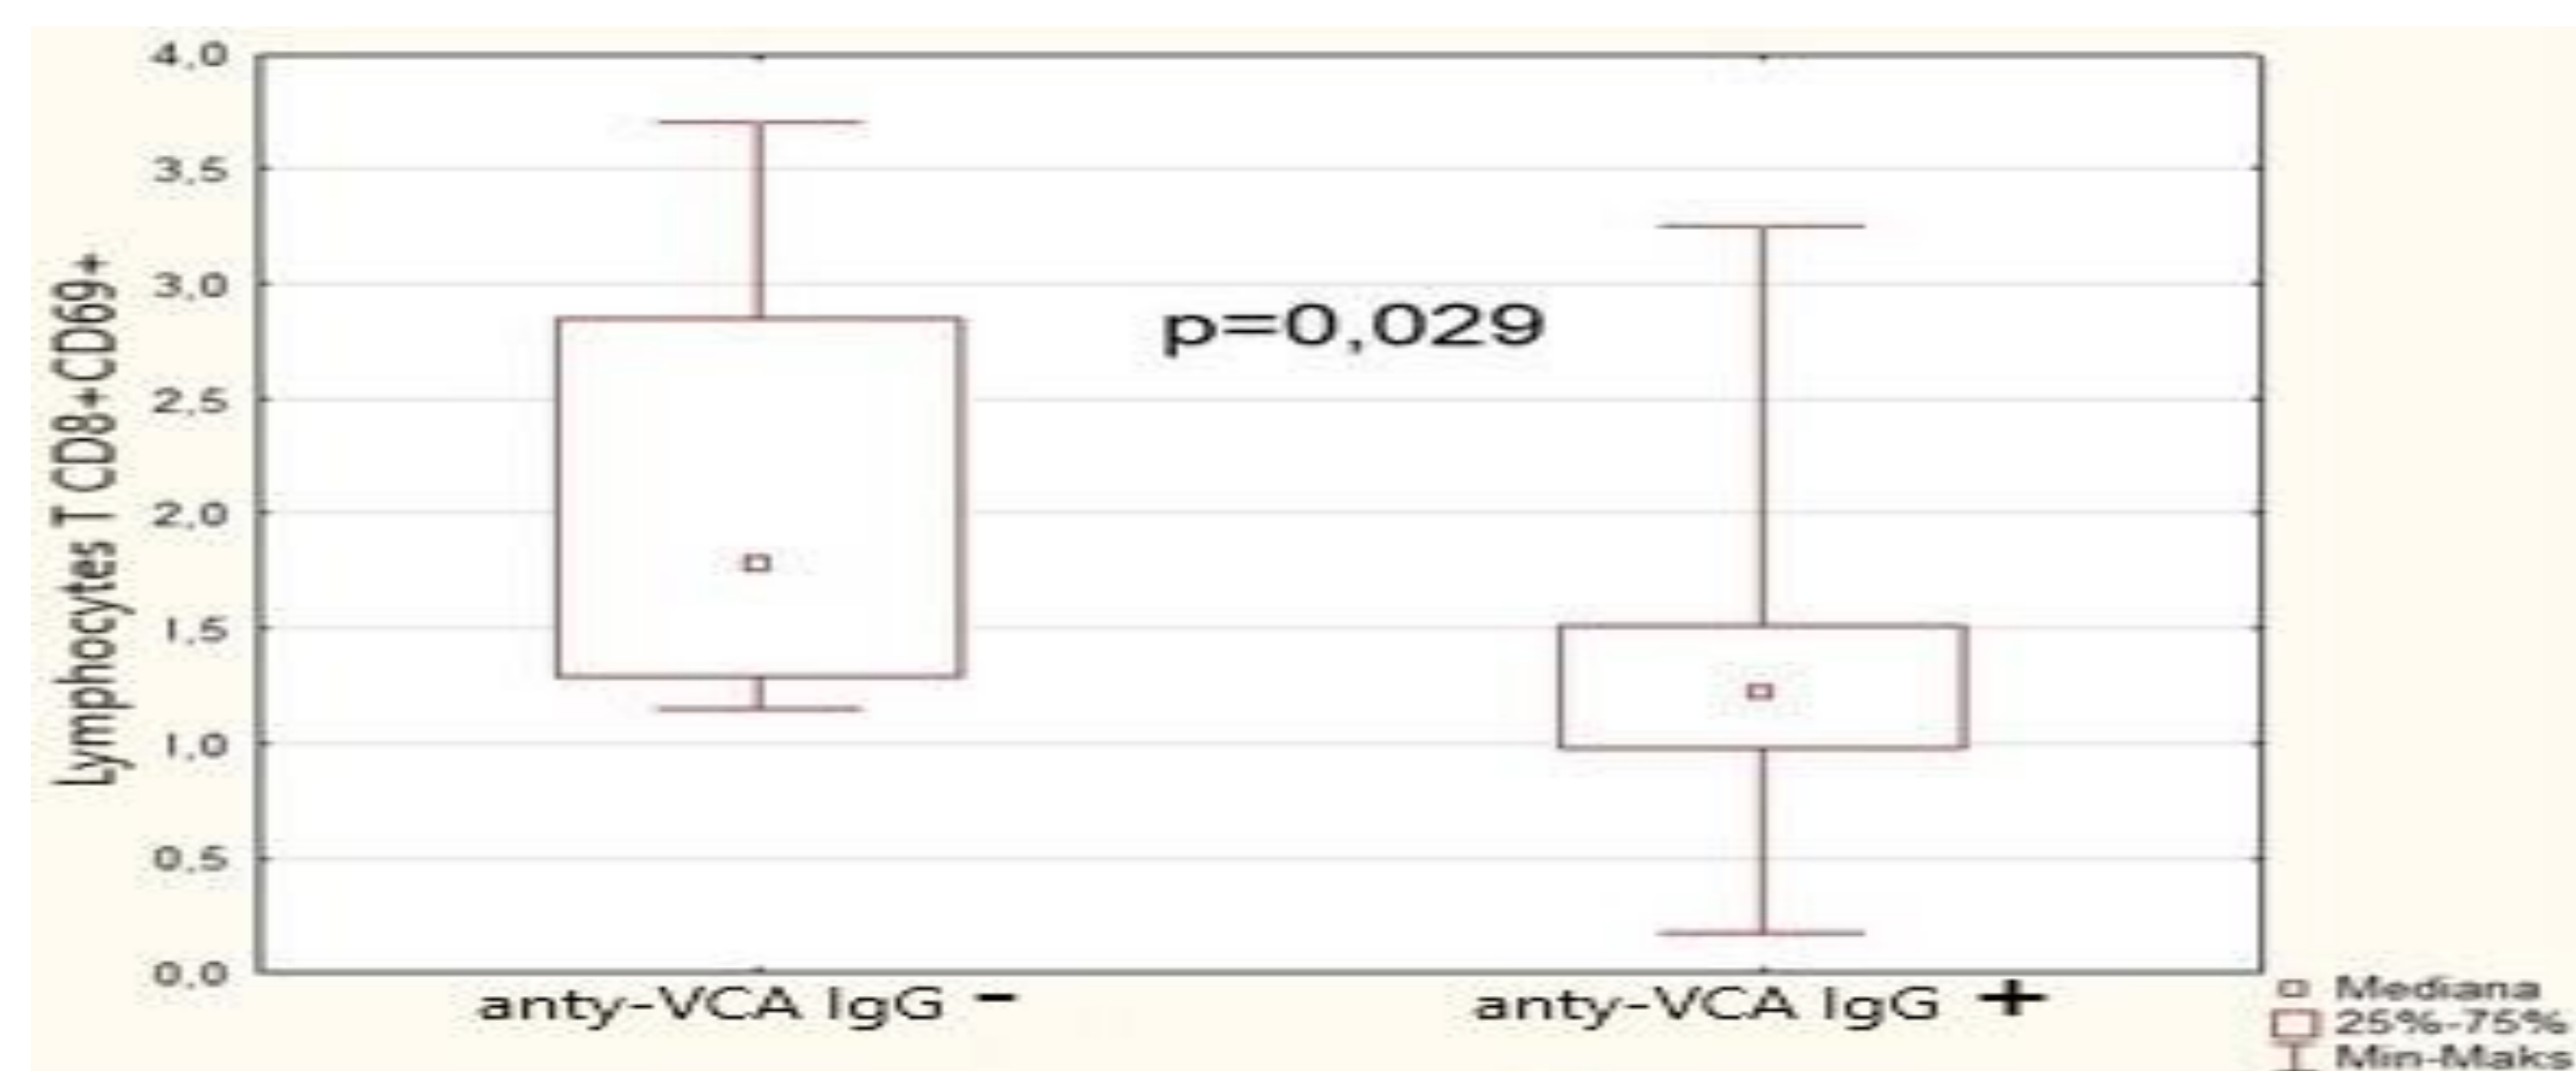 Lymphocytes T CD8+CD69+
4,0
3,5
3,0
2,5
2,0
1,5
1,0
0,5
0,0
p=0,029
anty-VCA IgG -
anty-VCA IgG +
Mediana
25%-75%
Min-Maks